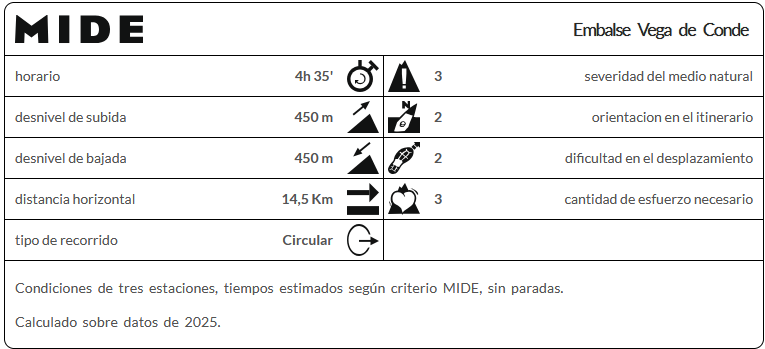 MIDE Embalse Vega de Conde
horario 4h 35' 3 severidad del medio natural
desnivel de subida 450 m N 2 orientacion en el itinerario
desnivel de bajada 450 m 2 dificultad en el desplazamiento
distancia horizontal 14,5 Km 3 cantidad de esfuerzo necesario
tipo de recorrido Circular
Condiciones de tres estaciones, tiempos estimados según criterio MIDE, sin paradas.
Calculado sobre datos de 2025.